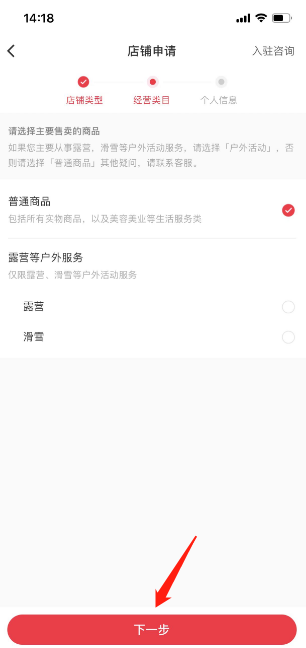 14:18
店铺申请
入驻咨询
店铺类型
经营类目
个人信息
请选择主要售卖的商品
如果您主要从事露营、滑雪等户外活动服务，请选择「户外活动」，否
则请选择「普通商品」其他疑问，请联系客服。
普通商品
包括所有实物商品，以及美容美业等生活服务类
露营等户外服务
仅限露营、滑雪等户外活动服务
露营
滑雪
下一步